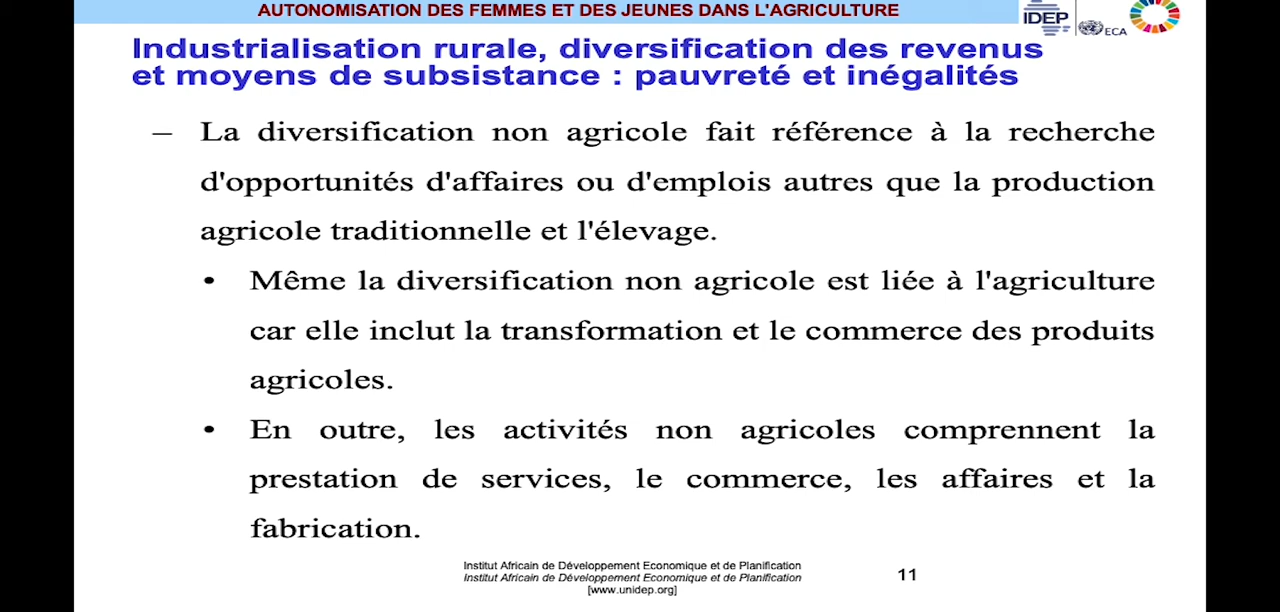 AUTONOMISATION DES FEMMES ET DES JEUNES DANS L'AGRICULTURE
IDEP
ECA
Industrialisation rurale, diversification des revenus
et moyens de subsistance : pauvreté et inégalités
– La diversification non agricole fait référence à la recherche
d'opportunités d'affaires ou d'emplois autres que la production
agricole traditionnelle et l'élevage.
• Même la diversification non agricole est liée à l'agriculture
car elle inclut la transformation et le commerce des produits
agricoles.
• En outre, les activités non agricoles comprennent la
prestation de services, le commerce, les affaires et la
fabrication.
Institut Africain de Développement Economique et de Planification
Institut Africain de Développement Economique et de Planification
[www.unidep.org]
11